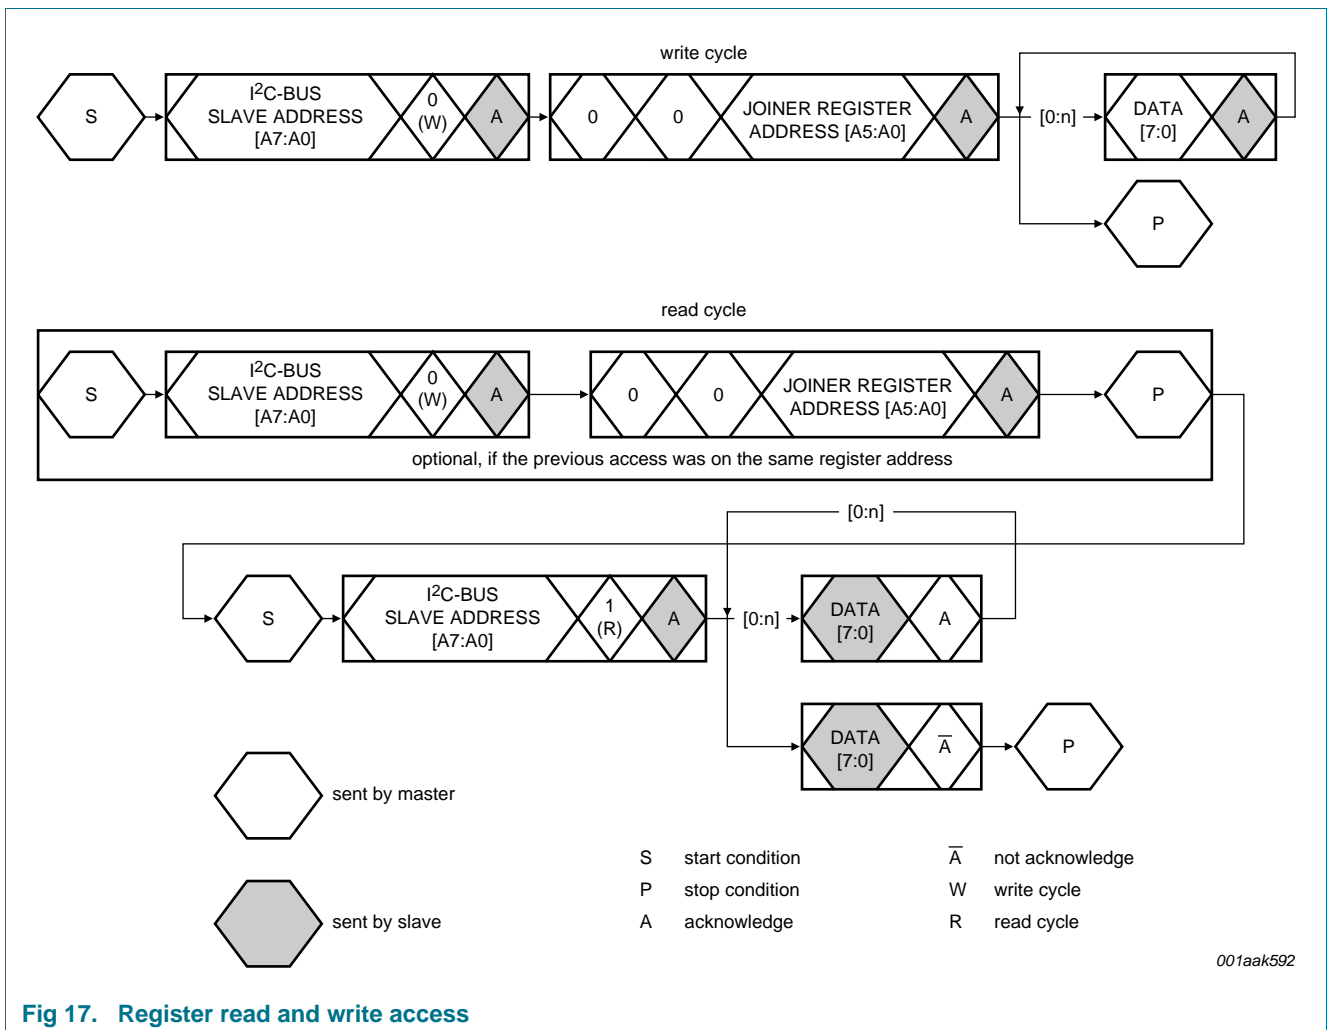 write cycle
S
I²C-BUS
SLAVE ADDRESS
[A7:A0]
0
(W)
A
0
0
JOINER REGISTER
ADDRESS [A5:A0]
A
[0:n]
DATA
[7:0]
A
P
read cycle
S
I²C-BUS
SLAVE ADDRESS
[A7:A0]
0
(W)
A
0
0
JOINER REGISTER
ADDRESS [A5:A0]
A
P
optional, if the previous access was on the same register address
[0:n]
S
I²C-BUS
SLAVE ADDRESS
[A7:A0]
1
(R)
A
[0:n]
DATA
[7:0]
A
DATA
[7:0]
A̅
P
sent by master
sent by slave
S start condition
P stop condition
A acknowledge
A̅ not acknowledge
W write cycle
R read cycle
001aak592
Fig 17. Register read and write access